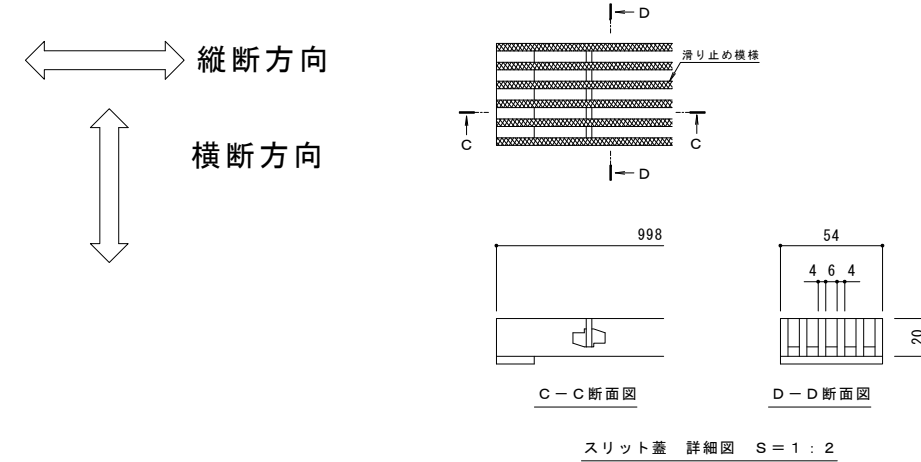 縦断方向
横断方向
D
滑り止め模様
C
C
D
998
54
4 6 4
20
C－C断面図
D－D断面図
スリット蓋 詳細図 S＝1：2